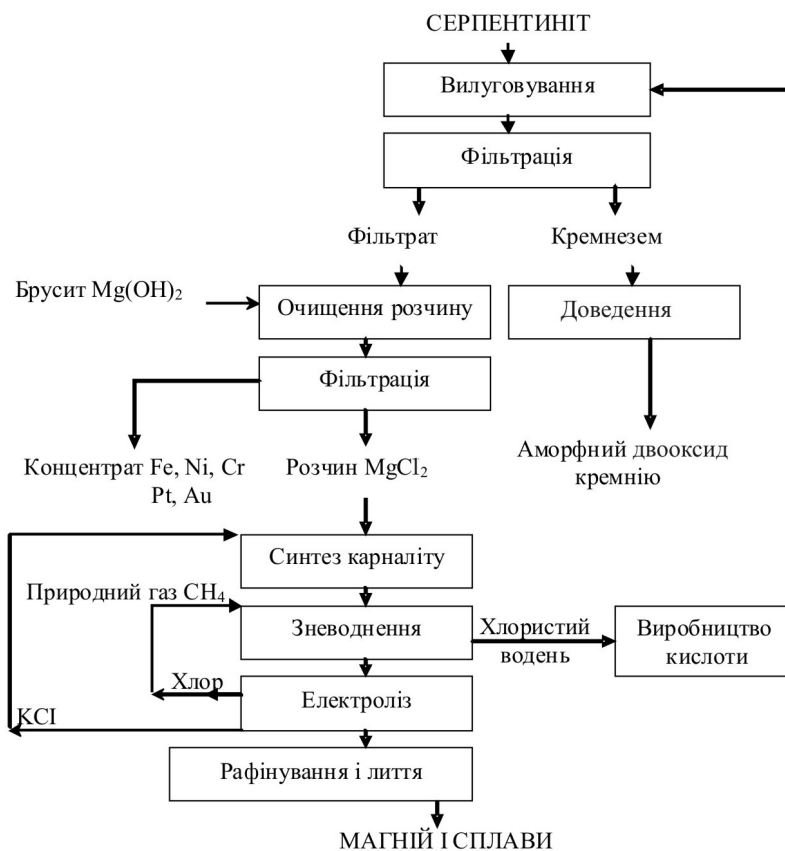 СЕРПЕНТИНІТ
Вилуговування
Фільтрація
Фільтрат
Кремнезем
Брусит Mg(OH)2
Очищення розчину
Доведення
Фільтрація
Концентрат Fe, Ni, Cr
Pt, Au
Розчин MgCl2
Аморфний двооксид
кремнію
Синтез карналіту
Природний газ CH4
Зневоднення
Хлористий
водень
Виробництво
кислоти
Хлор
Електроліз
KCI
Рафінування і лиття
МАГНІЙ І СПЛАВИ